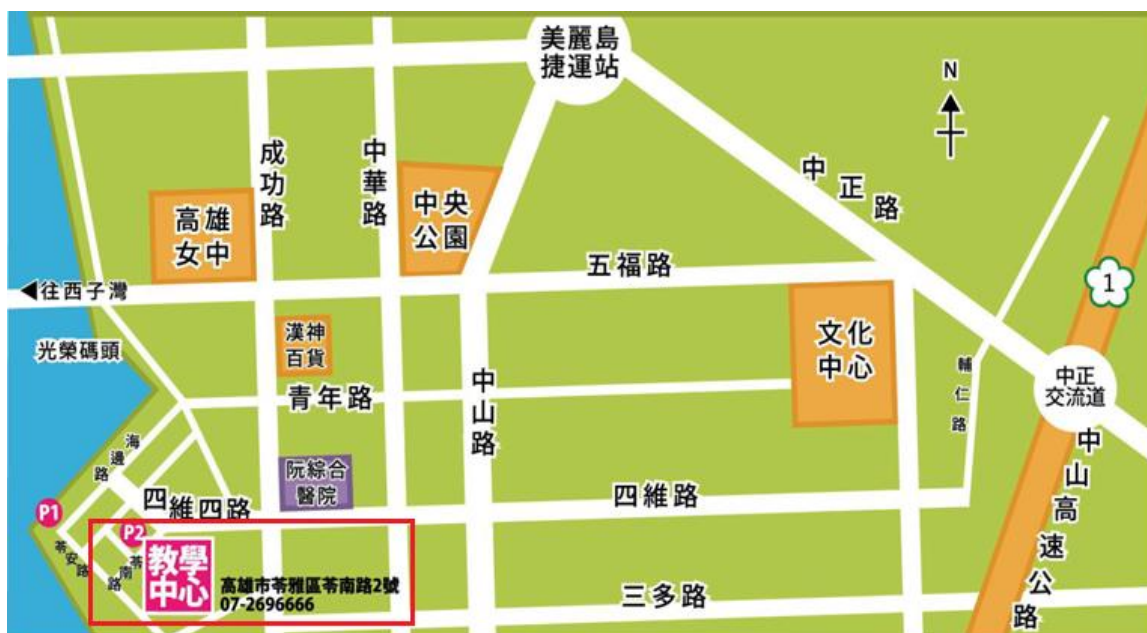 美麗島
捷運站
N
中正路
成功路
中華路
高雄
女中
中央
公園
五福路
1
往西子灣
光榮碼頭
漢神
百貨
文化
中心
輔仁路
中正
交流道
青年路
中山路
海邊路
阮綜合
醫院
四維四路
四維路
中山高速公路
P1
P2
苓安路
苓南路
教學
中心
高雄市苓雅區苓南路2號
07-2696666
三多路